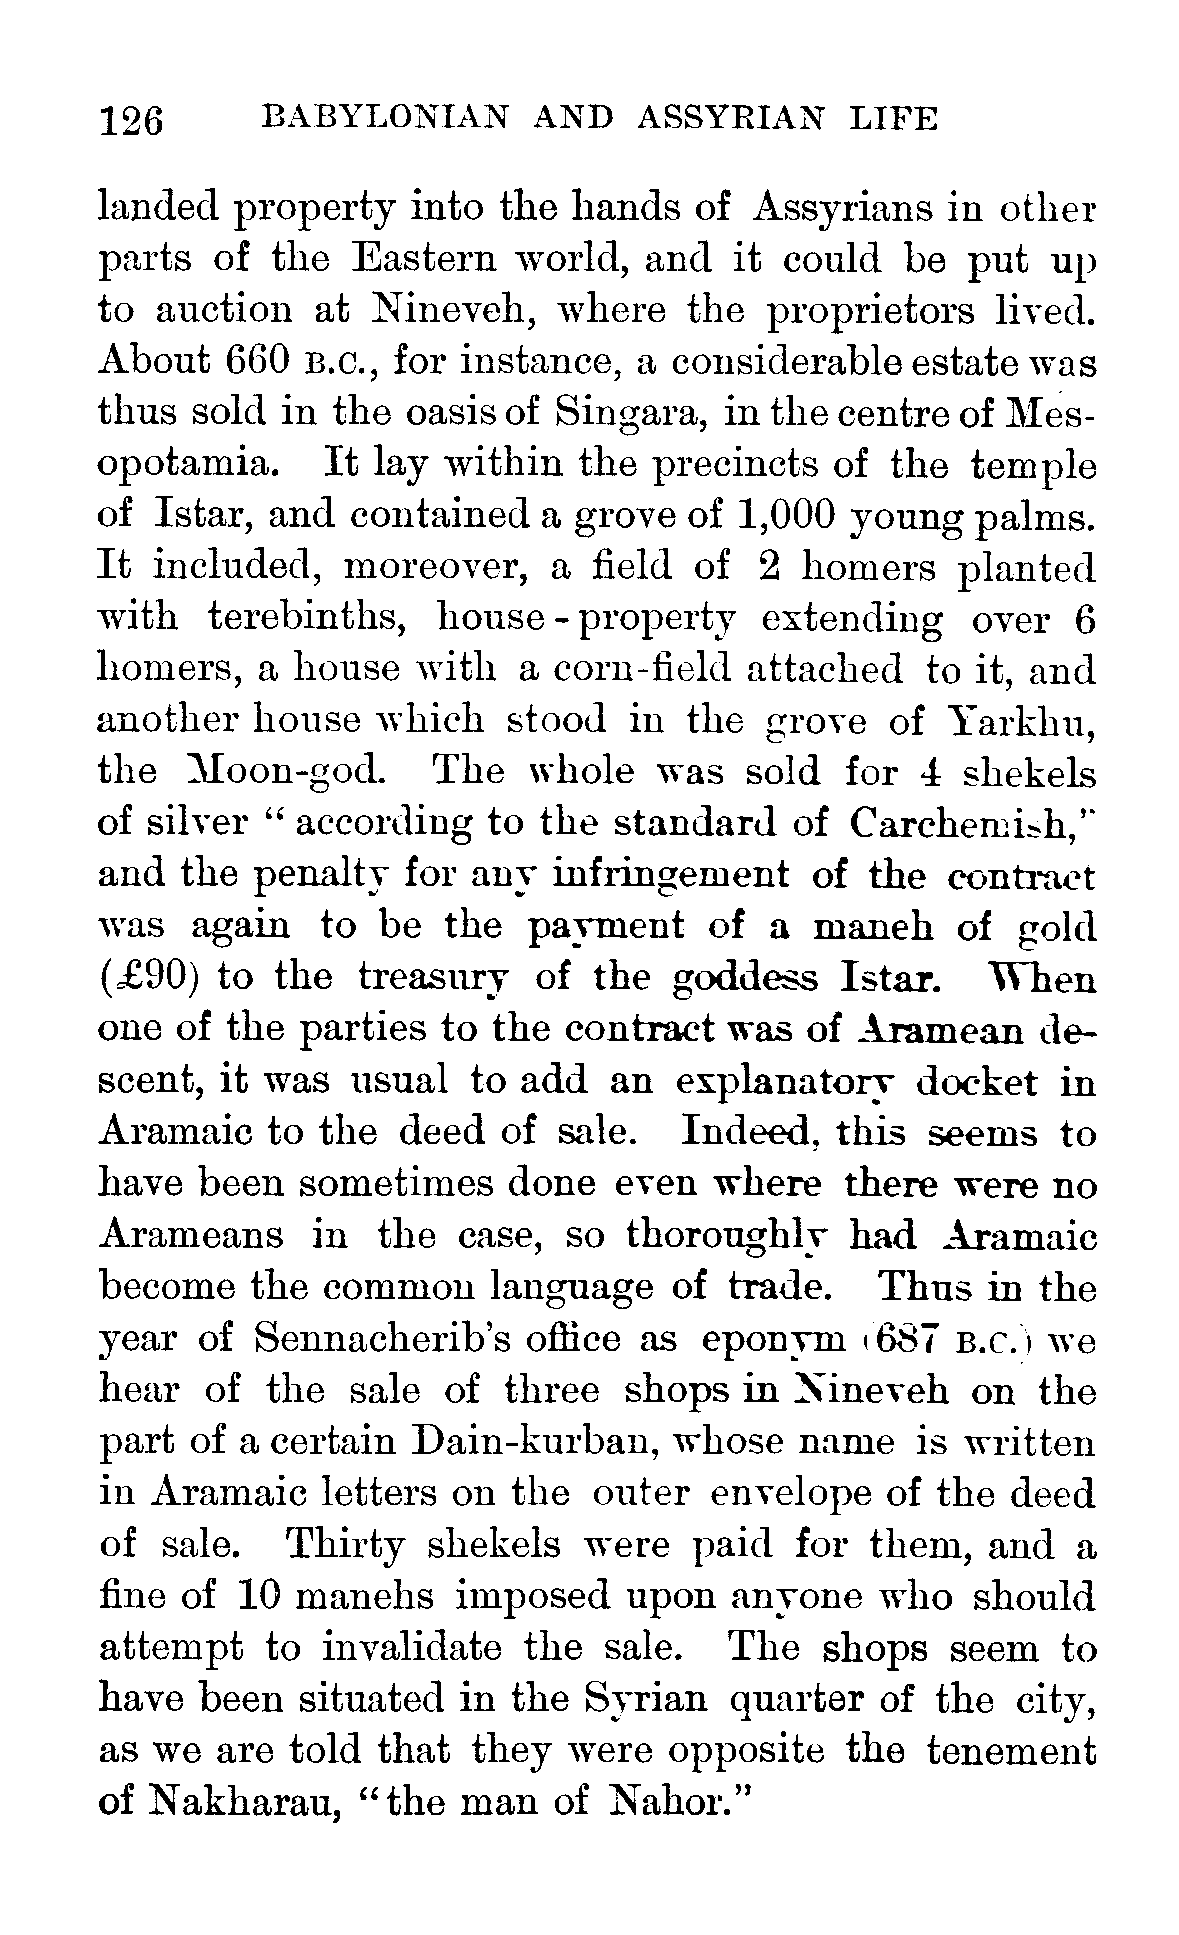 126 BABYLONIAN AND ASSYRIAN LIFE
landed property into the hands of Assyrians in other
parts of the Eastern world, and it could be put up
to auction at Nineveh, where the proprietors lived.
About 660 B.C., for instance, a considerable estate was
thus sold in the oasis of Singara, in the centre of Mes-
opotamia. It lay within the precincts of the temple
of Istar, and contained a grove of 1,000 young palms.
It included, moreover, a field of 2 homers planted
with terebinths, house-property extending over 6
homers, a house with a corn-field attached to it, and
another house which stood in the grove of Yarkhu,
the Moon-god. The whole was sold for 4 shekels
of silver "according to the standard of Carchemish,"
and the penalty for any infringement of the contract
was again to be the payment of a maneh of gold
(£90) to the treasury of the goddess Istar. When
one of the parties to the contract was of Aramean de-
scent, it was usual to add an explanatory docket in
Aramaic to the deed of sale. Indeed, this seems to
have been sometimes done even where there were no
Arameans in the case, so thoroughly had Aramaic
become the common language of trade. Thus in the
year of Sennacherib's office as eponym (687 B.C.) we
hear of the sale of three shops in Nineveh on the
part of a certain Dain-kurban, whose name is written
in Aramaic letters on the outer envelope of the deed
of sale. Thirty shekels were paid for them, and a
fine of 10 manehs imposed upon anyone who should
attempt to invalidate the sale. The shops seem to
have been situated in the Syrian quarter of the city,
as we are told that they were opposite the tenement
of Nakharau, "the man of Nahor."